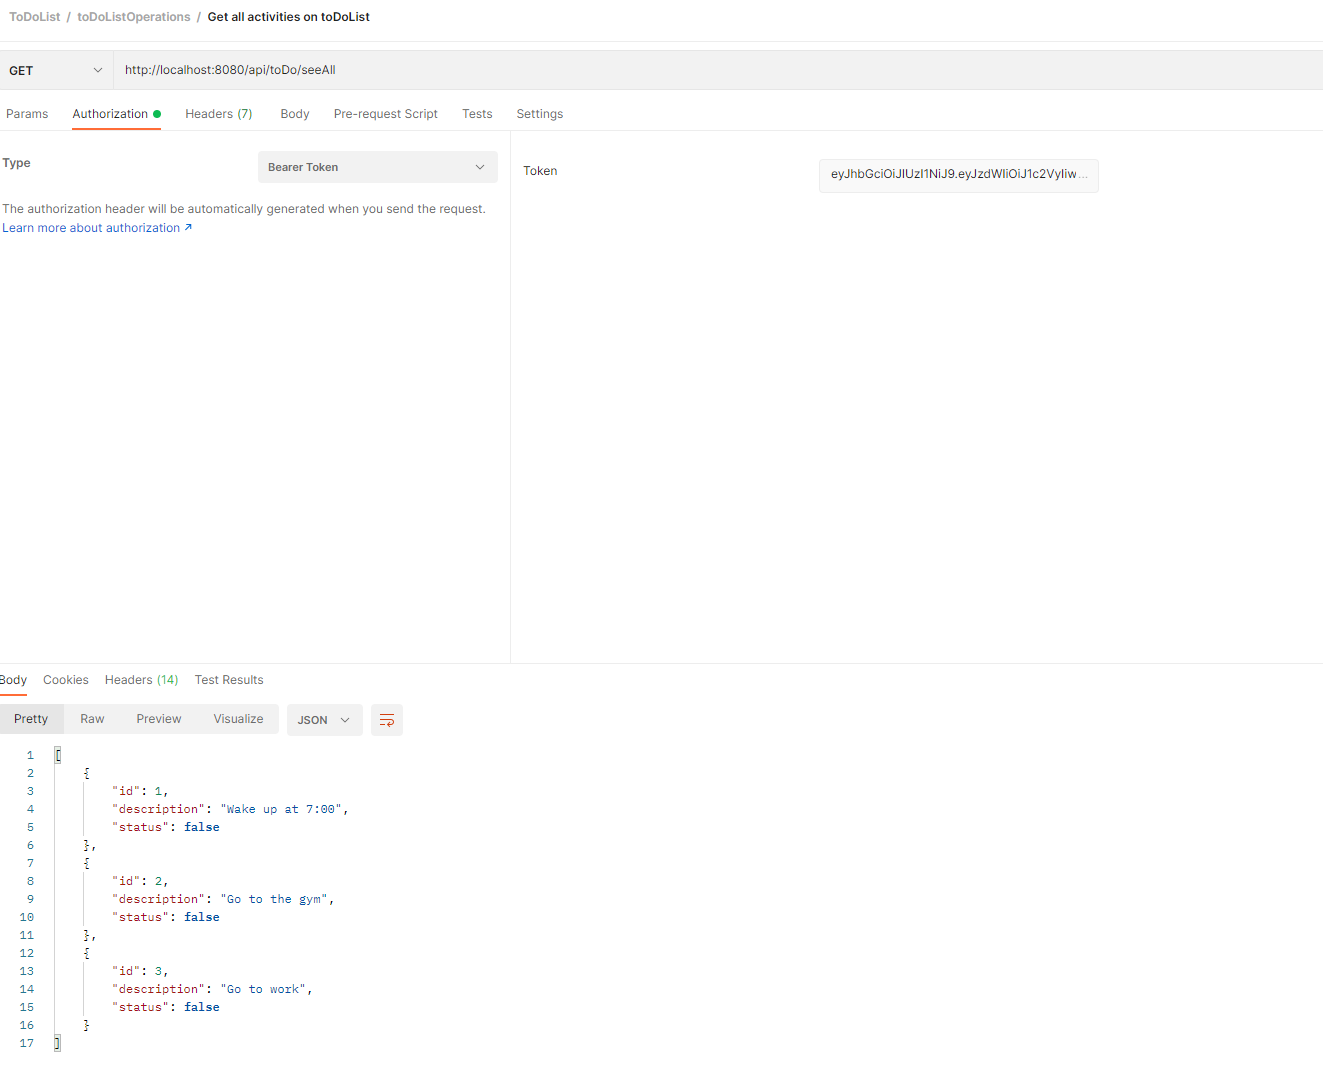 ToDoList / toDoListOperations / Get all activities on toDoList
GET http://localhost:8080/api/toDo/seeAll
Params Authorization Headers (7) Body Pre-request Script Tests Settings
Type Bearer Token
The authorization header will be automatically generated when you send the request.
Learn more about authorization ↗
Token eyJhbGciOiJIUzI1NiJ9.eyJzdWIiOiJ1c2VyIiw...
Body Cookies Headers (14) Test Results
Pretty Raw Preview Visualize JSON
1 [
2 {
3 "id": 1,
4 "description": "Wake up at 7:00",
5 "status": false
6 },
7 {
8 "id": 2,
9 "description": "Go to the gym",
10 "status": false
11 },
12 {
13 "id": 3,
14 "description": "Go to work",
15 "status": false
16 }
17 ]